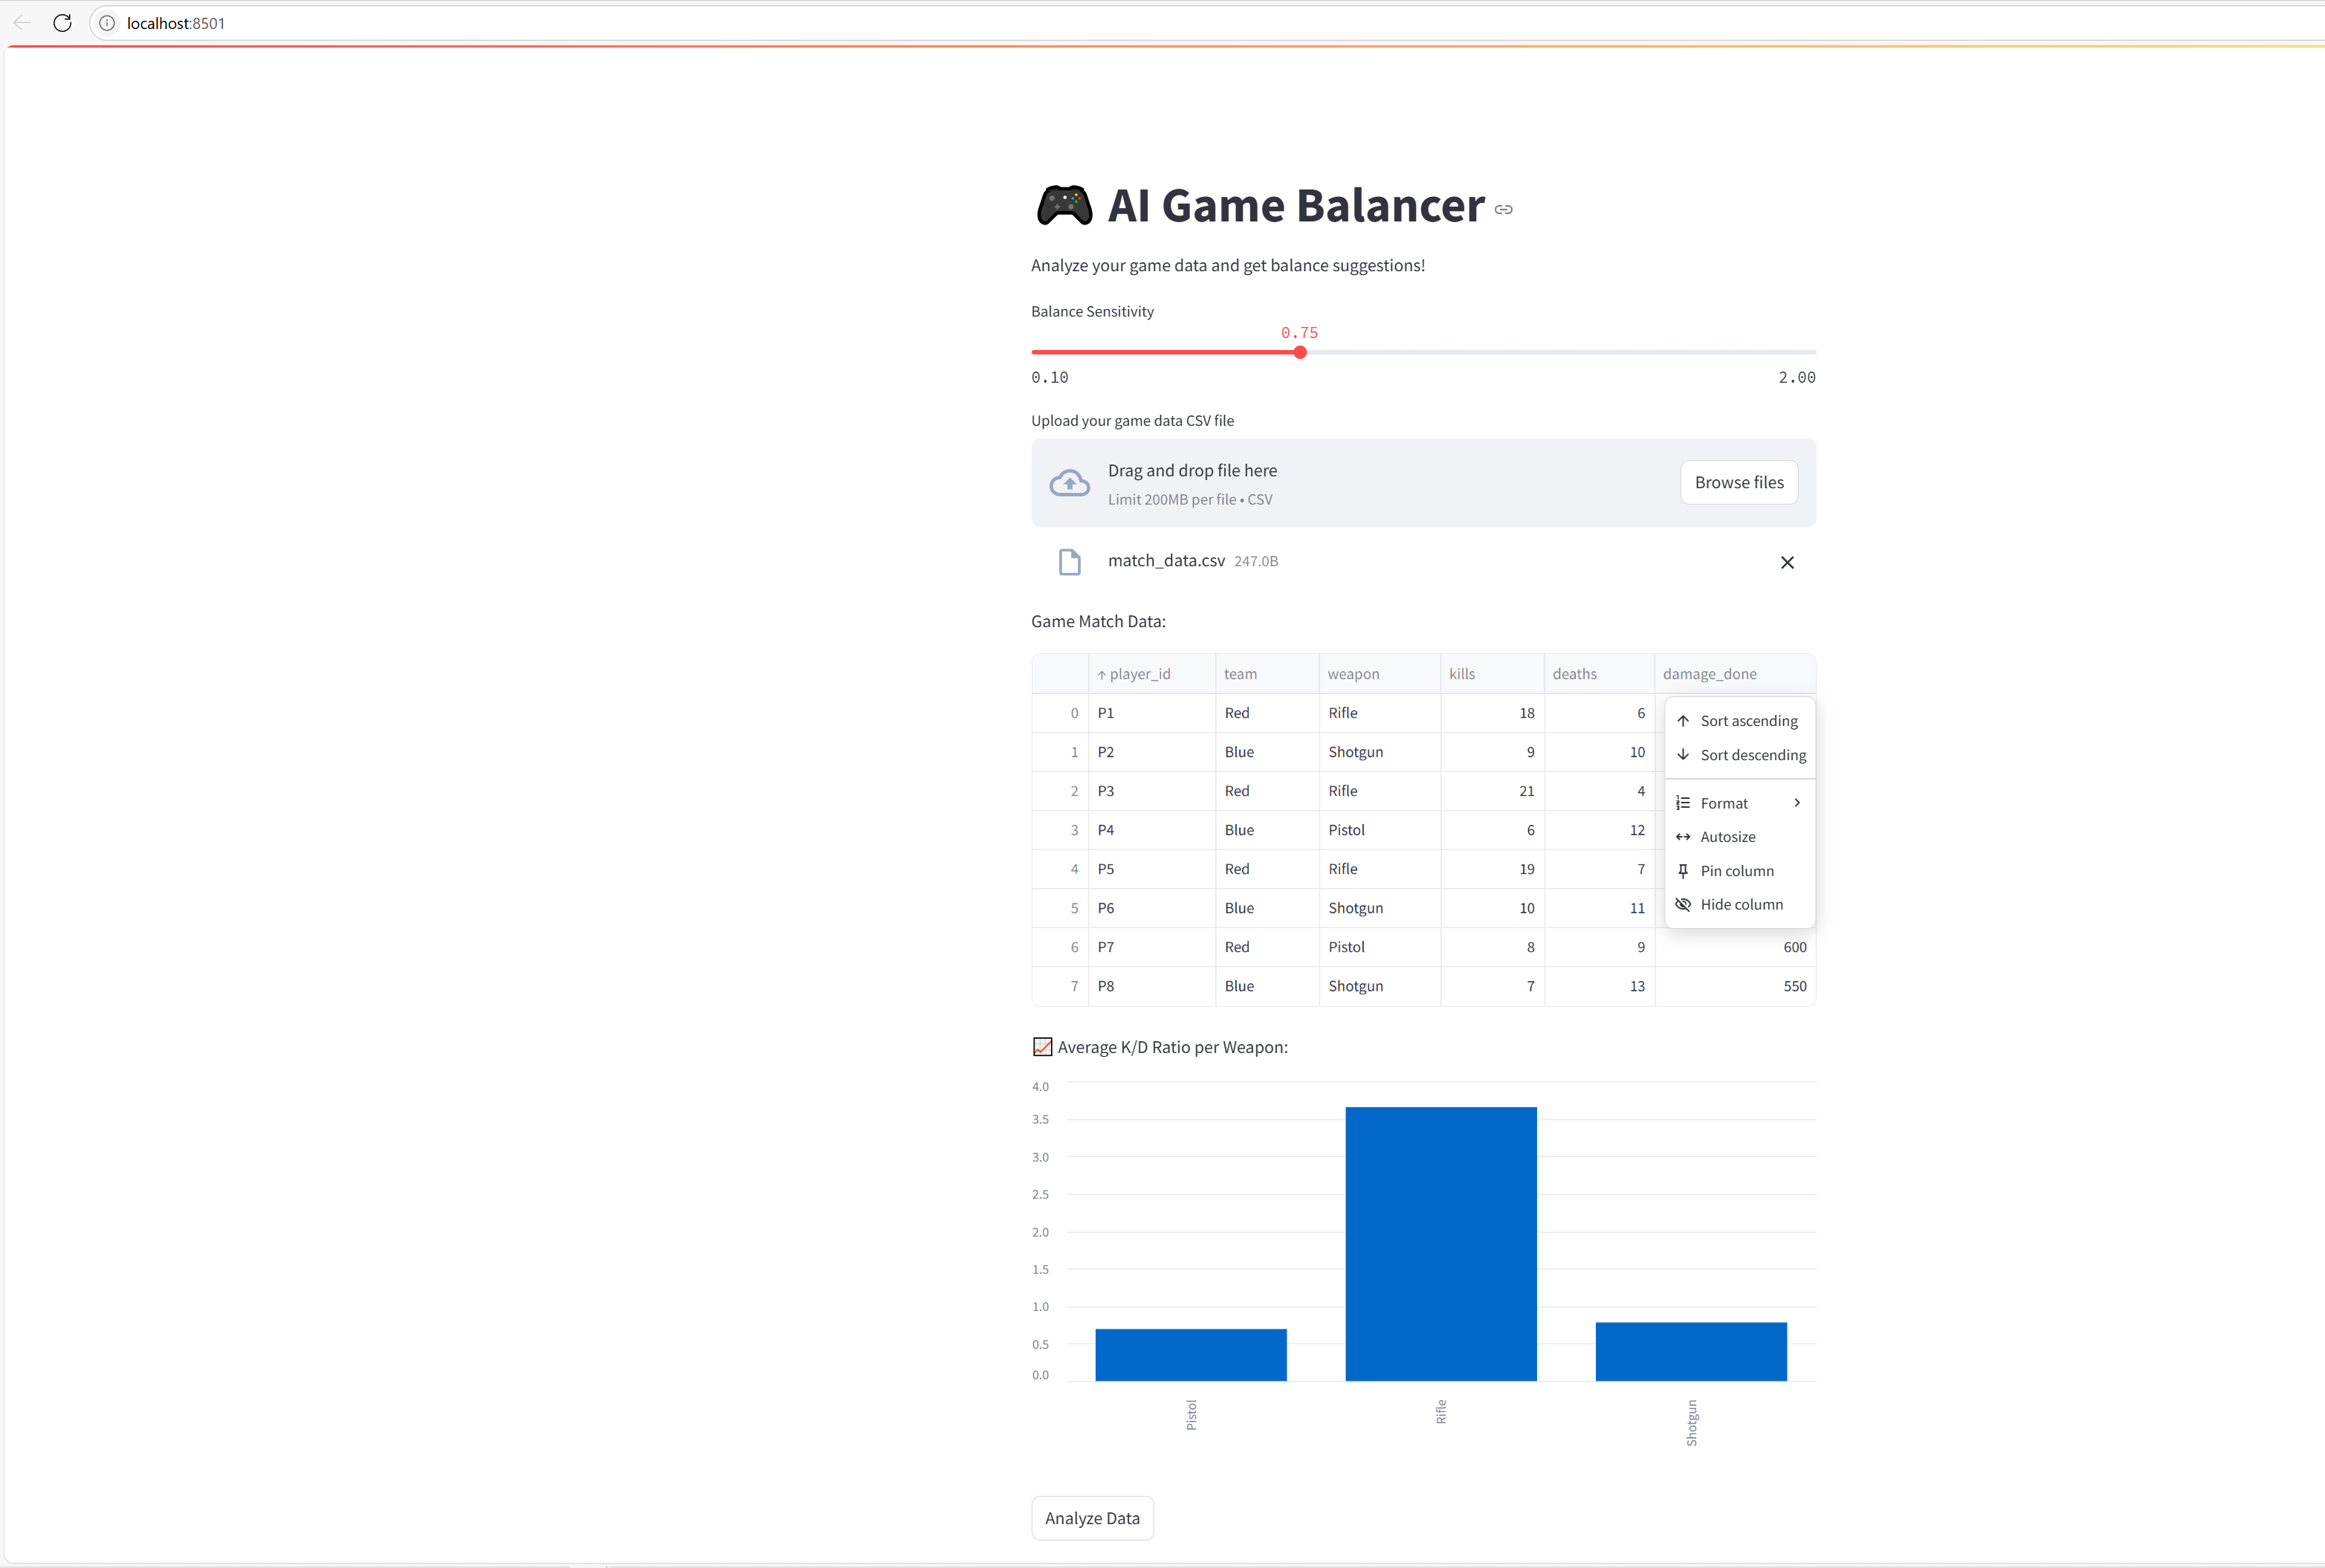 localhost:8501
AI Game Balancer
Analyze your game data and get balance suggestions!
Balance Sensitivity
0.75
0.10 2.00
Upload your game data CSV file
Drag and drop file here
Limit 200MB per file • CSV
Browse files
match_data.csv 247.0B
Game Match Data:
↑ player_id team weapon kills deaths damage_done
0 P1 Red Rifle 18 6
1 P2 Blue Shotgun 9 10
2 P3 Red Rifle 21 4
3 P4 Blue Pistol 6 12
4 P5 Red Rifle 19 7
5 P6 Blue Shotgun 10 11
6 P7 Red Pistol 8 9 600
7 P8 Blue Shotgun 7 13 550
Sort ascending
Sort descending
Format
Autosize
Pin column
Hide column
Average K/D Ratio per Weapon:
4.0
3.5
3.0
2.5
2.0
1.5
1.0
0.5
0.0
Pistol
Rifle
Shotgun
Analyze Data